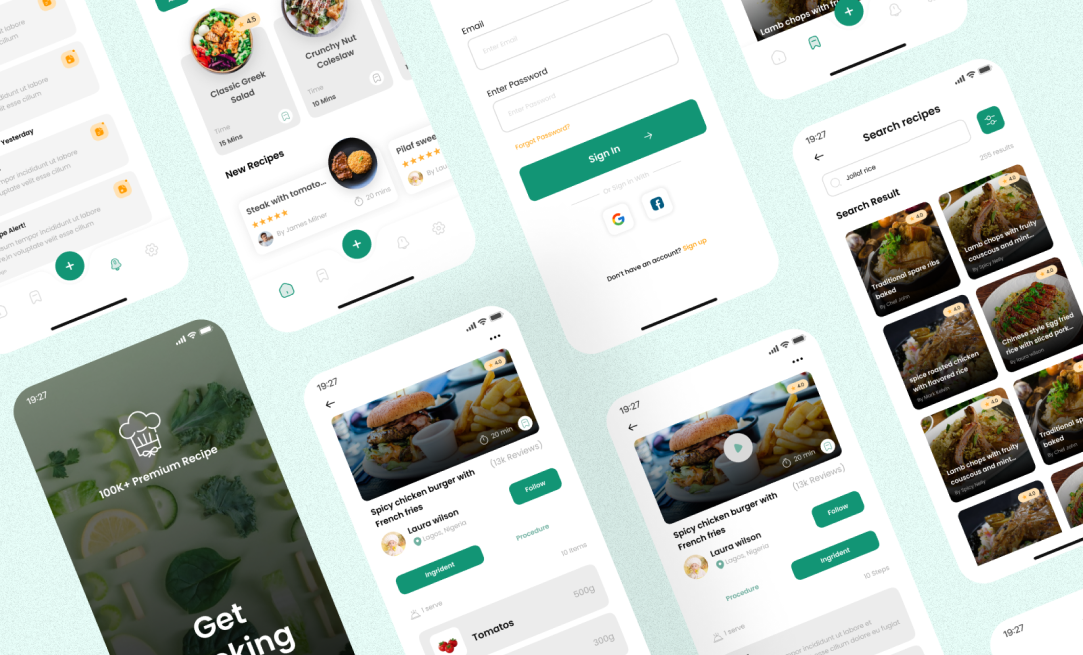 ut labore
cillum
idunt ut labore
velit esse cillum
Yesterday
tempor incididunt ut labore
voluptate velit esse cillum
pe Alert!
tempor incididunt ut labore
in voluptate velit esse cillum
4.5
Classic Greek
Salad
Time
15 Mins
Crunchy Nut
Coleslaw
Time
10 Mins
New Recipes
Steak with tomato...
By James Milner
20 mins
Pilaf swee
By Lau
Email
Enter Email
Enter Password
Enter Password
Forgot Password?
Sign In
Or Sign in With
Don't have an account? Sign up
Lamb chops with fru
19:27
Search recipes
Jollof rice
Search Result
295 results
4.0
Traditional spare ribs
baked
By Chef John
4.0
Lamb chops with fruity
couscous and mint...
By Spicy Nelly
spice roasted chicken
with flavored rice
By Mark Kelvin
4.0
Chinese style Egg fried
rice with sliced pork...
By laura wilson
4.0
Lamb chops with fruity
couscous and mint...
By Spicy Nelly
4.0
Traditional sp
baked
4.0
19:27
100K+ Premium Recipe
Get
oking
19:27
4.0
20 min
Spicy chicken burger with
French fries
(13k Reviews)
Laura wilson
Lagos, Nigeria
Follow
Ingrident
Procedure
1 serve
10 Items
Tomatos
500g
300g
19:27
4.0
20 min
Spicy chicken burger with
French fries
(13k Reviews)
Laura wilson
Lagos, Nigeria
Follow
Procedure
Ingrident
1 serve
10 Steps
tempor incididunt ut labore et
esse cillum dolore eu fugiat
19:27